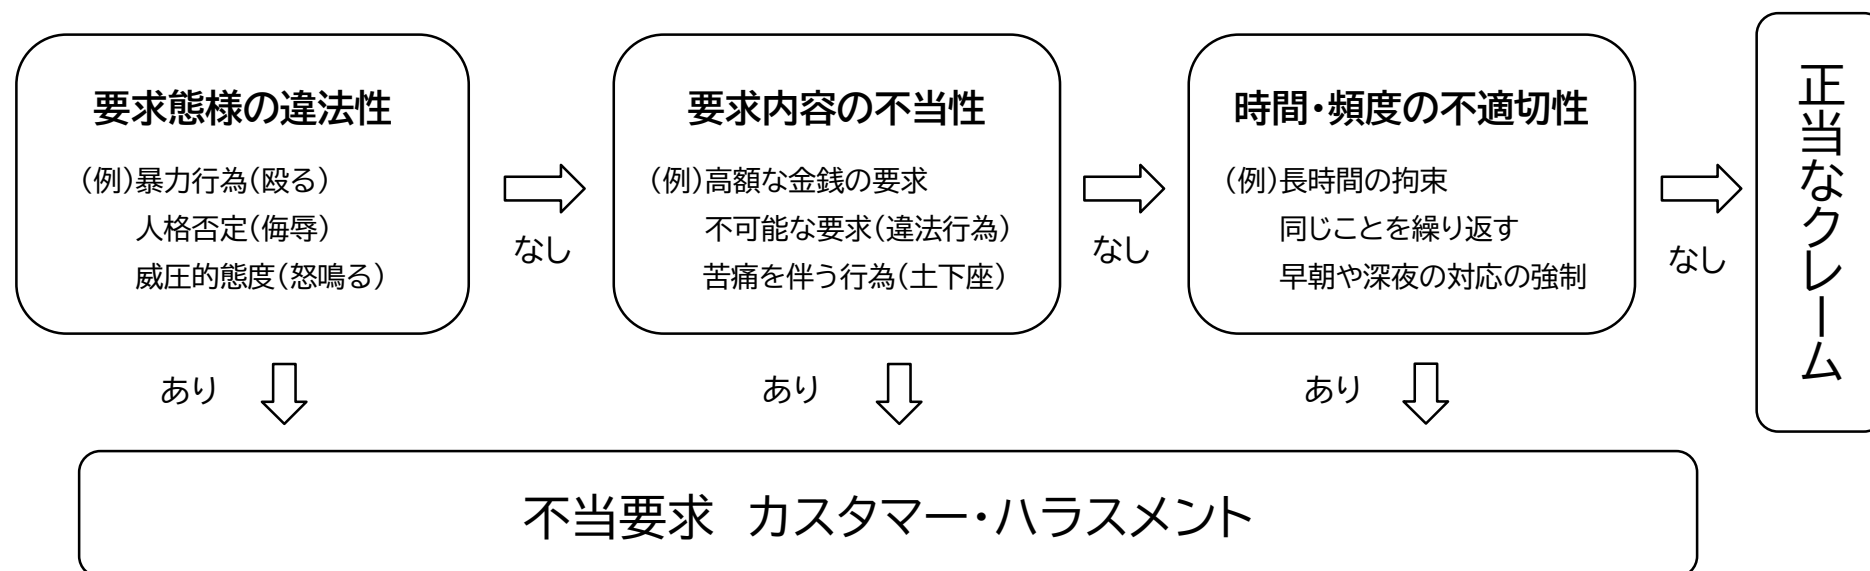 要求態様の違法性
(例)暴力行為(殴る)
人格否定(侮辱)
威圧的態度(怒鳴る)
なし
あり
要求内容の不当性
(例)高額な金銭の要求
不可能な要求(違法行為)
苦痛を伴う行為(土下座)
なし
あり
時間・頻度の不適切性
(例)長時間の拘束
同じことを繰り返す
早朝や深夜の対応の強制
なし
あり
正当なクレーム
不当要求 カスタマー・ハラスメント